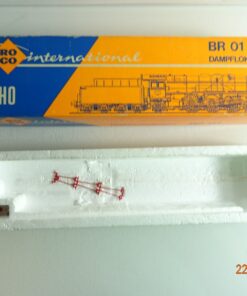 RO
CO
international
BR 01
DAMPFLOK
HO
22